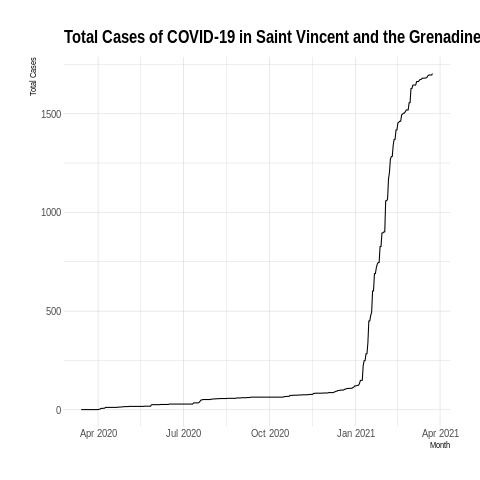 Total Cases of COVID-19 in Saint Vincent and the Grenadine
Total Cases
1500
1000
500
0
Apr 2020 Jul 2020 Oct 2020 Jan 2021 Apr 2021
Month